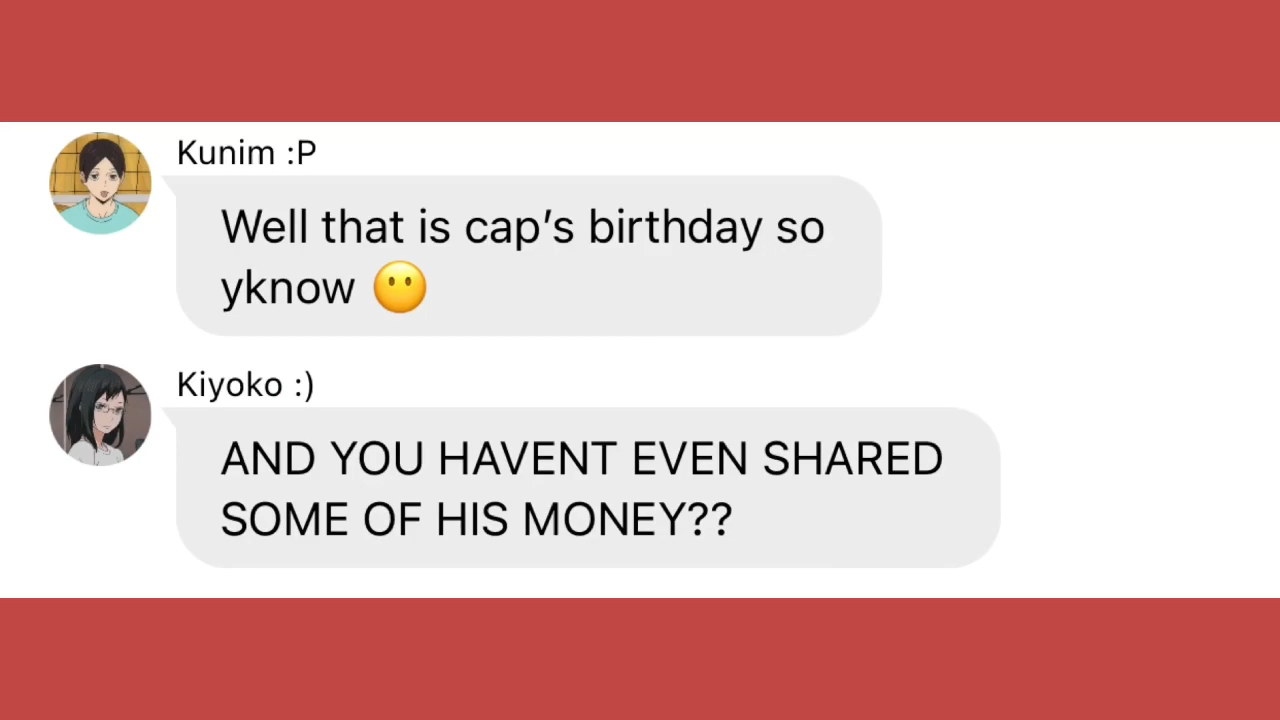 Kunim :P
Well that is cap’s birthday so
yknow 😶
Kiyoko :)
AND YOU HAVENT EVEN SHARED
SOME OF HIS MONEY??